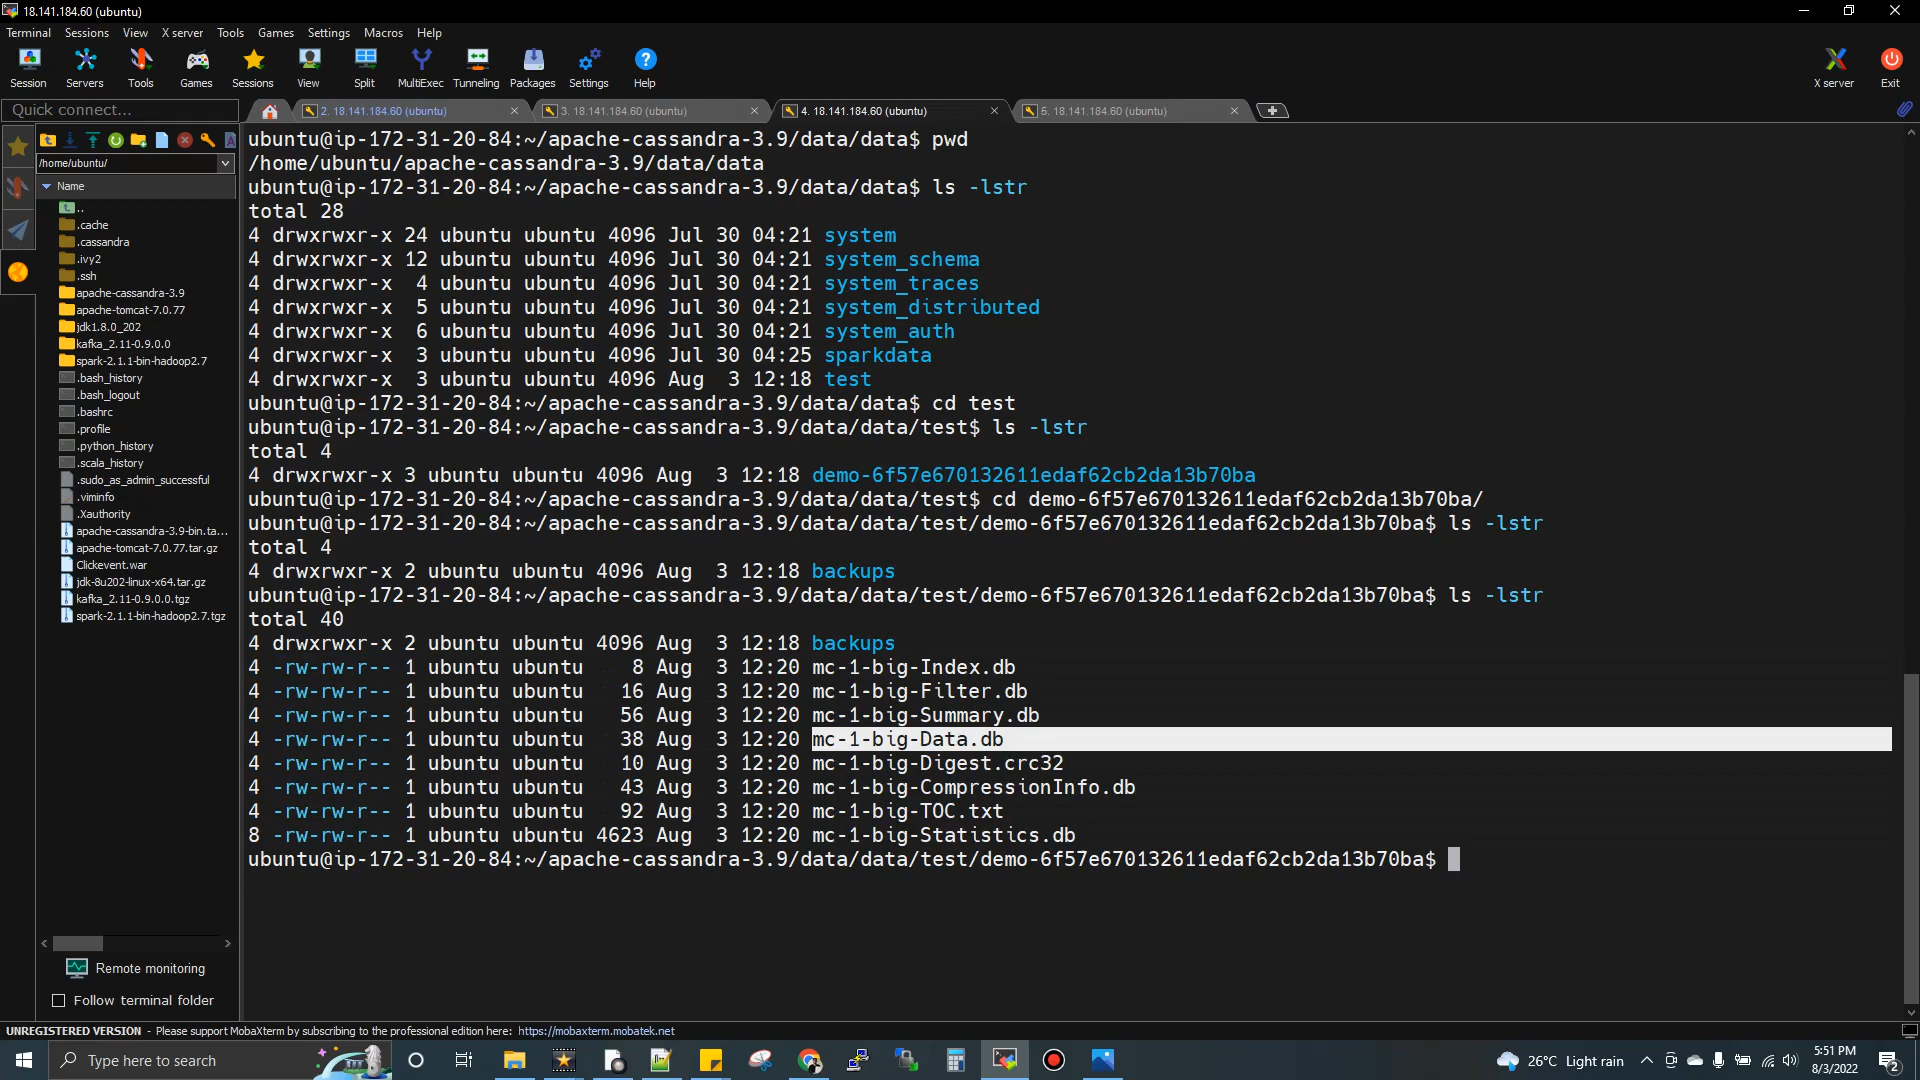 18.141.184.60 (ubuntu)
Terminal Sessions View X server Tools Games Settings Macros Help
Session Servers Tools Games Sessions View Split MultiExec Tunneling Packages Settings Help X server Exit
Quick connect... 2. 18.141.184.60 (ubuntu) 3. 18.141.184.60 (ubuntu) 4. 18.141.184.60 (ubuntu) 5. 18.141.184.60 (ubuntu)
/home/ubuntu/
Name
..
.cache
.cassandra
.ivy2
.ssh
apache-cassandra-3.9
apache-tomcat-7.0.77
jdk1.8.0_202
kafka_2.11-0.9.0.0
spark-2.1.1-bin-hadoop2.7
.bash_history
.bash_logout
.bashrc
.profile
.python_history
.scala_history
.sudo_as_admin_successful
.viminfo
.Xauthority
apache-cassandra-3.9-bin.ta...
apache-tomcat-7.0.77.tar.gz
Clickevent.war
jdk-8u202-linux-x64.tar.gz
kafka_2.11-0.9.0.0.tgz
spark-2.1.1-bin-hadoop2.7.tgz
Remote monitoring
Follow terminal folder
ubuntu@ip-172-31-20-84:~/apache-cassandra-3.9/data/data$ pwd
/home/ubuntu/apache-cassandra-3.9/data/data
ubuntu@ip-172-31-20-84:~/apache-cassandra-3.9/data/data$ ls -lstr
total 28
4 drwxrwxr-x 24 ubuntu ubuntu 4096 Jul 30 04:21 system
4 drwxrwxr-x 12 ubuntu ubuntu 4096 Jul 30 04:21 system_schema
4 drwxrwxr-x  4 ubuntu ubuntu 4096 Jul 30 04:21 system_traces
4 drwxrwxr-x  5 ubuntu ubuntu 4096 Jul 30 04:21 system_distributed
4 drwxrwxr-x  6 ubuntu ubuntu 4096 Jul 30 04:21 system_auth
4 drwxrwxr-x  3 ubuntu ubuntu 4096 Jul 30 04:25 sparkdata
4 drwxrwxr-x  3 ubuntu ubuntu 4096 Aug  3 12:18 test
ubuntu@ip-172-31-20-84:~/apache-cassandra-3.9/data/data$ cd test
ubuntu@ip-172-31-20-84:~/apache-cassandra-3.9/data/data/test$ ls -lstr
total 4
4 drwxrwxr-x 3 ubuntu ubuntu 4096 Aug  3 12:18 demo-6f57e670132611edaf62cb2da13b70ba
ubuntu@ip-172-31-20-84:~/apache-cassandra-3.9/data/data/test$ cd demo-6f57e670132611edaf62cb2da13b70ba/
ubuntu@ip-172-31-20-84:~/apache-cassandra-3.9/data/data/test/demo-6f57e670132611edaf62cb2da13b70ba$ ls -lstr
total 4
4 drwxrwxr-x 2 ubuntu ubuntu 4096 Aug  3 12:18 backups
ubuntu@ip-172-31-20-84:~/apache-cassandra-3.9/data/data/test/demo-6f57e670132611edaf62cb2da13b70ba$ ls -lstr
total 40
4 drwxrwxr-x 2 ubuntu ubuntu 4096 Aug  3 12:18 backups
4 -rw-rw-r-- 1 ubuntu ubuntu    8 Aug  3 12:20 mc-1-big-Index.db
4 -rw-rw-r-- 1 ubuntu ubuntu   16 Aug  3 12:20 mc-1-big-Filter.db
4 -rw-rw-r-- 1 ubuntu ubuntu   56 Aug  3 12:20 mc-1-big-Summary.db
4 -rw-rw-r-- 1 ubuntu ubuntu   38 Aug  3 12:20 mc-1-big-Data.db
4 -rw-rw-r-- 1 ubuntu ubuntu   10 Aug  3 12:20 mc-1-big-Digest.crc32
4 -rw-rw-r-- 1 ubuntu ubuntu   43 Aug  3 12:20 mc-1-big-CompressionInfo.db
4 -rw-rw-r-- 1 ubuntu ubuntu   92 Aug  3 12:20 mc-1-big-TOC.txt
8 -rw-rw-r-- 1 ubuntu ubuntu 4623 Aug  3 12:20 mc-1-big-Statistics.db
ubuntu@ip-172-31-20-84:~/apache-cassandra-3.9/data/data/test/demo-6f57e670132611edaf62cb2da13b70ba$
UNREGISTERED VERSION - Please support MobaXterm by subscribing to the professional edition here: https://mobaxterm.mobatek.net
Type here to search 26°C Light rain 5:51 PM
8/3/2022 2